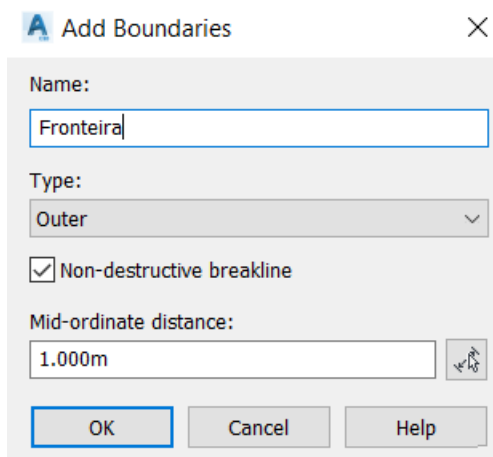 Add Boundaries
Name:
Fronteira
Type:
Outer
Non-destructive breakline
Mid-ordinate distance:
1.000m
OK Cancel Help